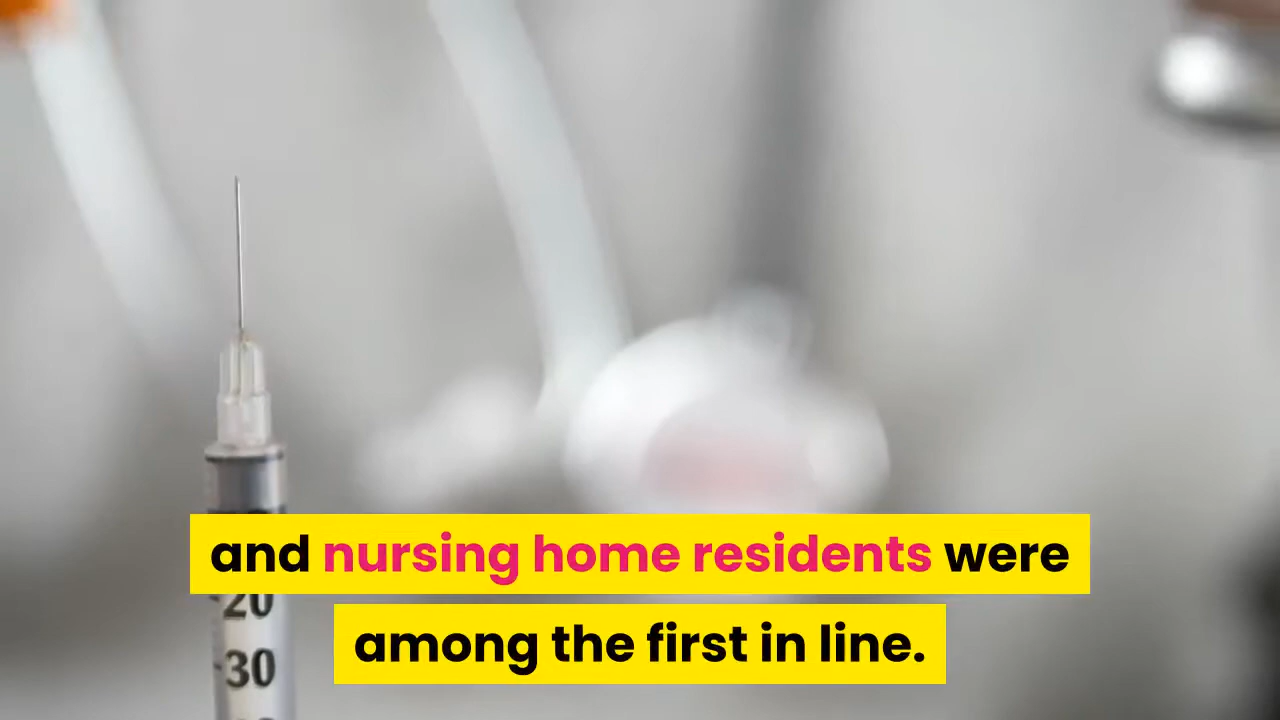 and nursing home residents were
among the first in line.
20
30